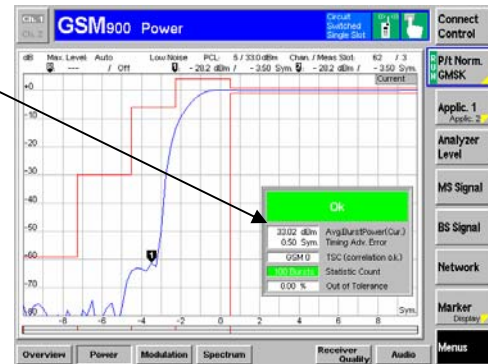 Ch. 1
Ch. 2
GSM900 Power
Circuit Switched Single Slot
Connect Control
dB Max. Level Auto Low Noise PCL: 5 / 33.0 dBm Chan. / Meas Slot: 62 / 3
--- / Off -28.2 dBm / -3.50 Sym. -28.2 dBm / -3.50 Sym
Current
+0
-10
-20
-30
-40
-50
-60
-70
-80
-8 -6 -4 -2 0 2 4 6 Sym.
1
Ok
33.02 dBm Avg.BurstPower(Cur.)
0.50 Sym. Timing Adv. Error
GSM 0 TSC (correlation o.k.)
100 Bursts Statistic Count
0.00 % Out of Tolerance
P/t Norm. GMSK
Applic. 1
Applic. 2
Analyzer Level
MS Signal
BS Signal
Network
Marker
Display
Menus
Overview Power Modulation Spectrum Receiver Quality Audio